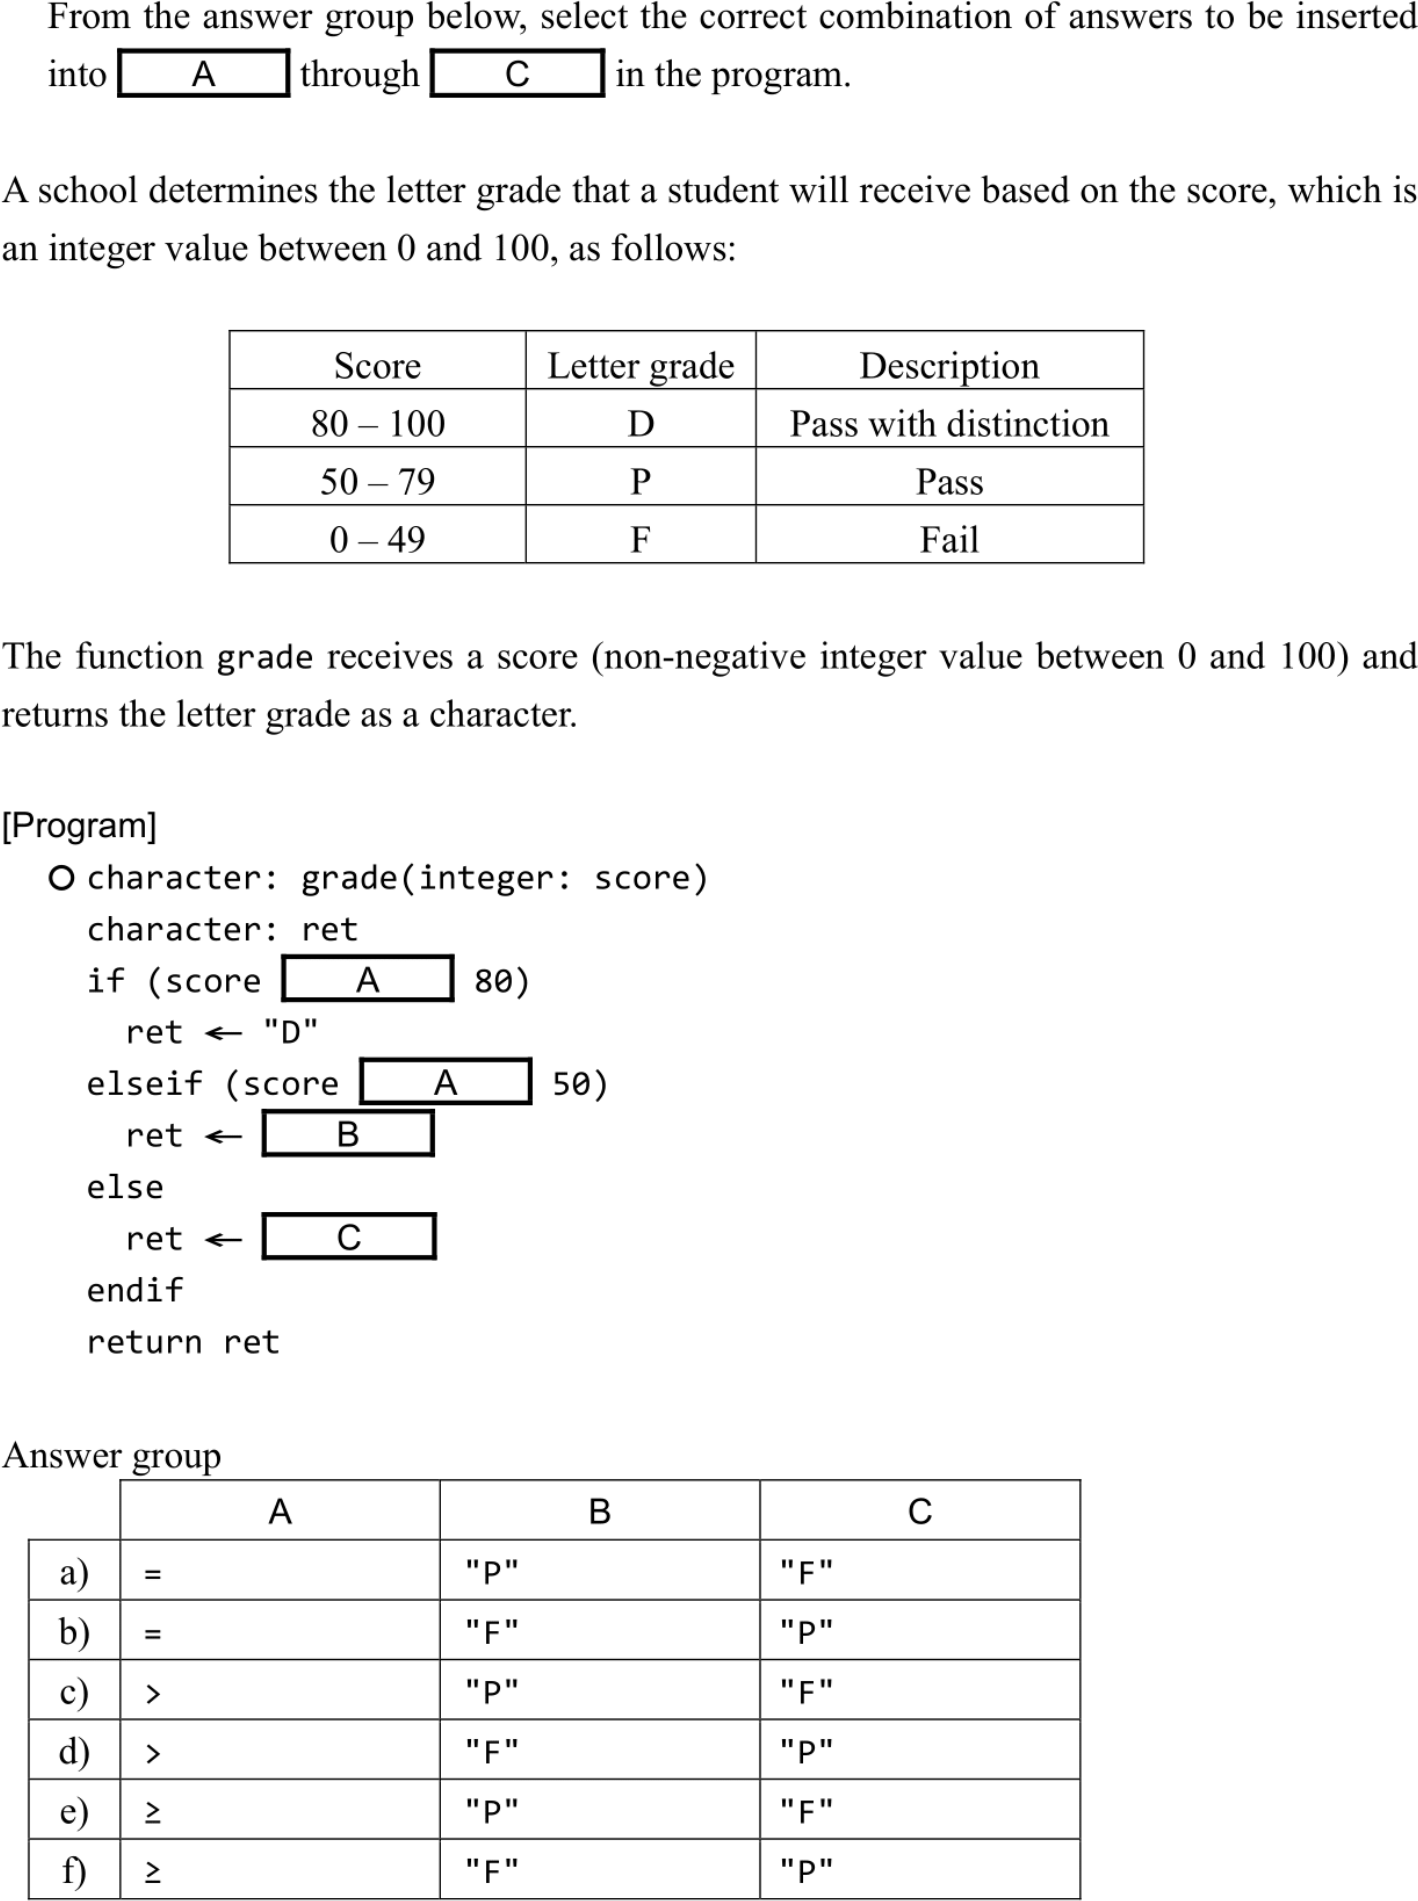 From the answer group below, select the correct combination of answers to be inserted
into A through C in the program.
A school determines the letter grade that a student will receive based on the score, which is
an integer value between 0 and 100, as follows:
Score Letter grade Description
80 – 100 D Pass with distinction
50 – 79 P Pass
0 – 49 F Fail
The function grade receives a score (non-negative integer value between 0 and 100) and
returns the letter grade as a character.
[Program]
○ character: grade(integer: score)
character: ret
if (score A 80)
ret ← "D"
elseif (score A 50)
ret ← B
else
ret ← C
endif
return ret
Answer group
A B C
a) = "P" "F"
b) = "F" "P"
c) > "P" "F"
d) > "F" "P"
e) ≥ "P" "F"
f) ≥ "F" "P"